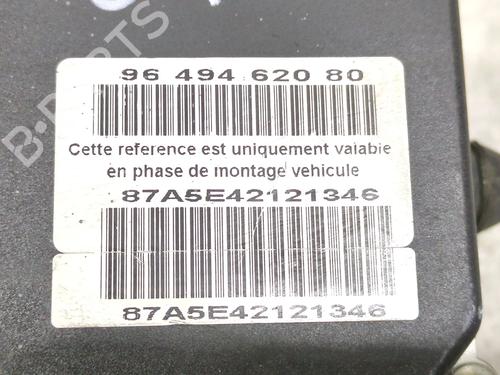 B-PARTS
96 494 620 80
Cette reference est uniquement valable
en phase de montage vehicule
87A5E42121346
87A5E42121346